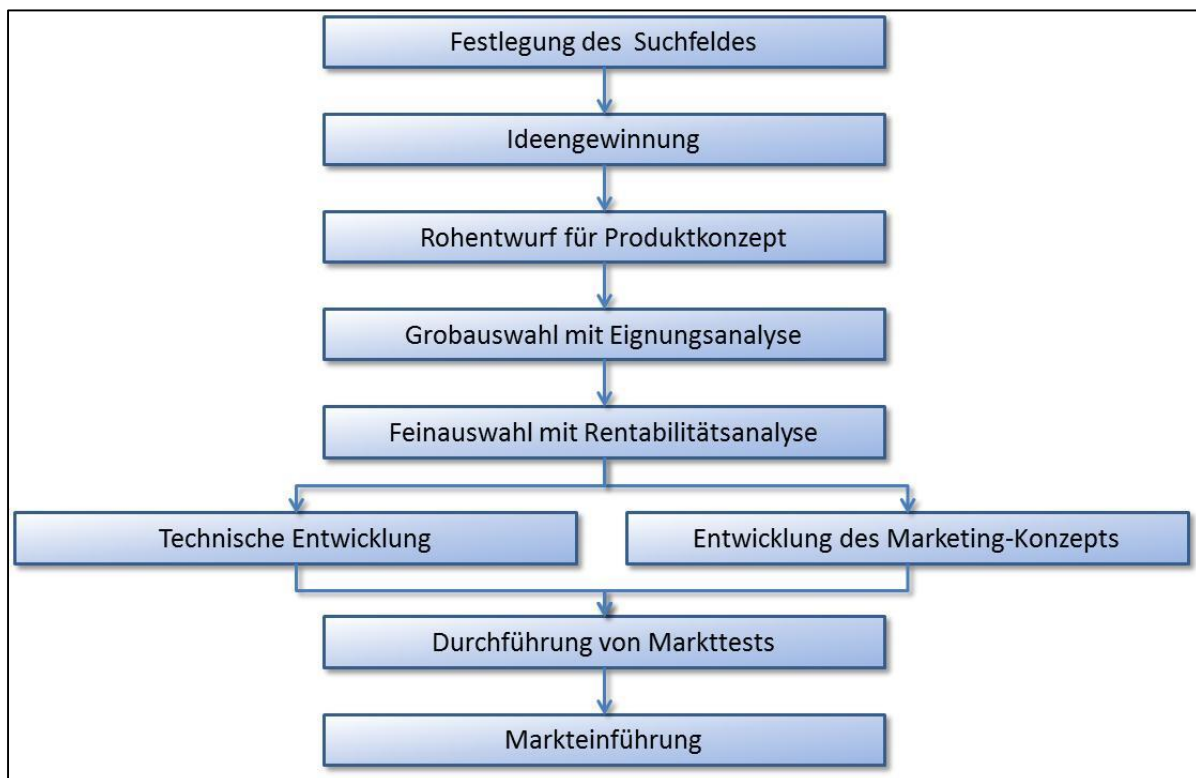 Festlegung des Suchfeldes
Ideengewinnung
Rohentwurf für Produktkonzept
Grobauswahl mit Eignungsanalyse
Feinauswahl mit Rentabilitätsanalyse
Technische Entwicklung
Entwicklung des Marketing-Konzepts
Durchführung von Markttests
Markteinführung